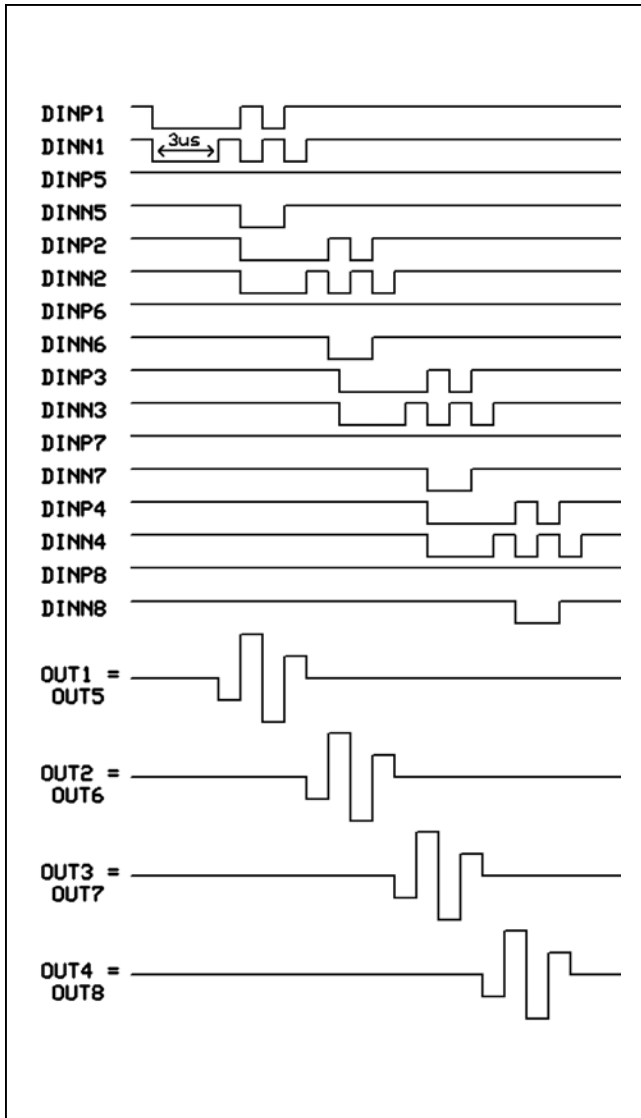 DINP1
DINN1
3us
DINP5
DINN5
DINP2
DINN2
DINP6
DINN6
DINP3
DINN3
DINP7
DINN7
DINP4
DINN4
DINP8
DINN8
OUT1 =
OUT5
OUT2 =
OUT6
OUT3 =
OUT7
OUT4 =
OUT8